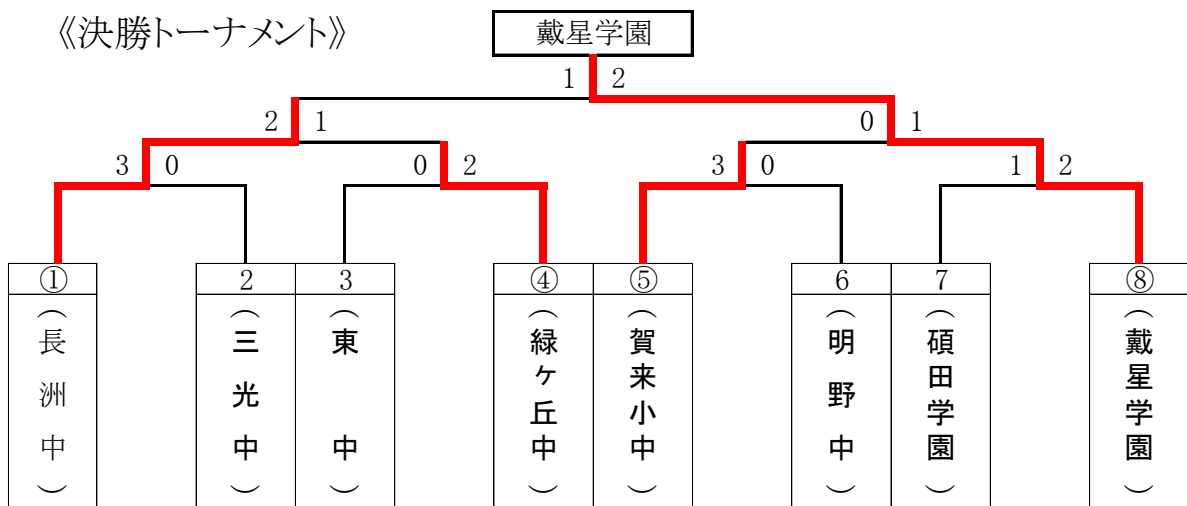 《決勝トーナメント》
戴星学園
1 2
2 1 0 1
3 0 0 2 3 0 1 2
① 2 3 ④ ⑤ 6 7 ⑧
（長洲中）
（三光中）
（東中）
（緑ヶ丘中）
（賀来小中）
（明野中）
（碩田学園）
（戴星学園）